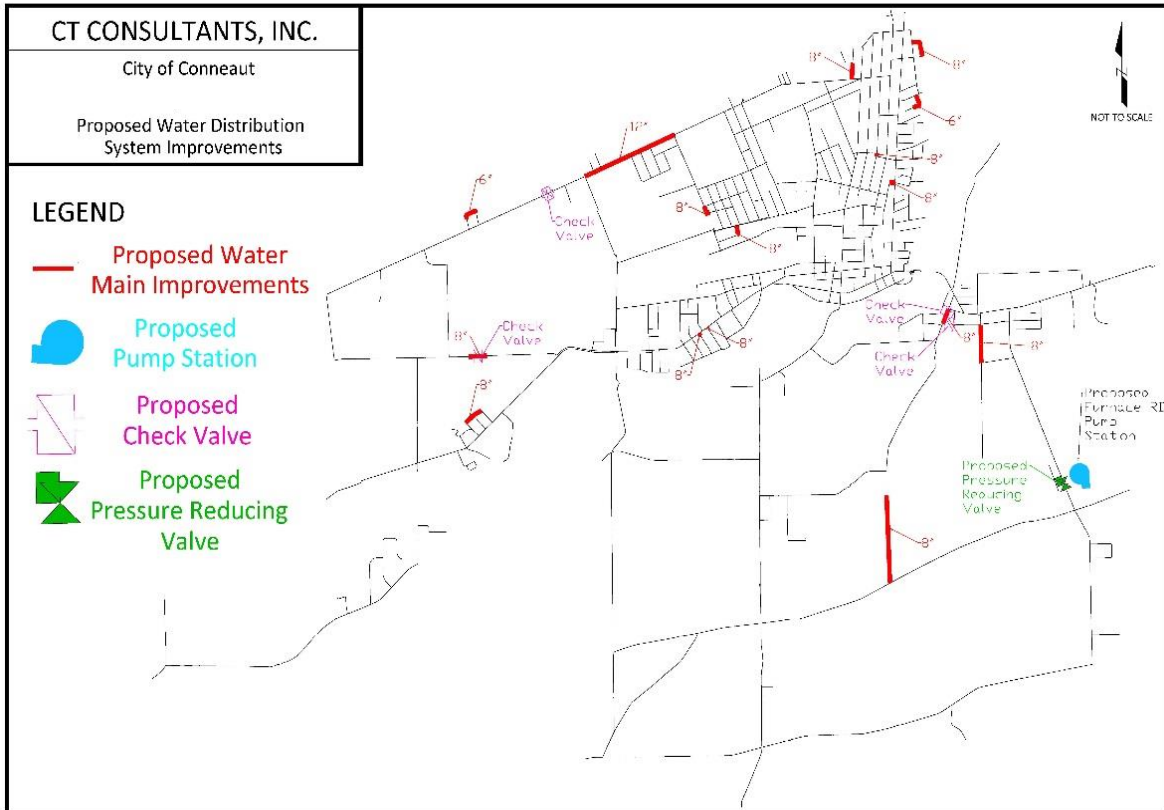 CT CONSULTANTS, INC.
City of Conneaut
Proposed Water Distribution
System Improvements
N
NOT TO SCALE
LEGEND
Proposed Water
Main Improvements
Proposed
Pump Station
Proposed
Check Valve
Proposed
Pressure Reducing
Valve
8"
8"
6"
12"
8"
8"
6"
Check
Valve
8"
8"
Check
Valve
8"
Check
Valve
8"
8"
8"
8"
Check
Valve
8"
Proposed
Furnace RD
Pump
Station
Proposed
Pressure
Reducing
Valve
8"